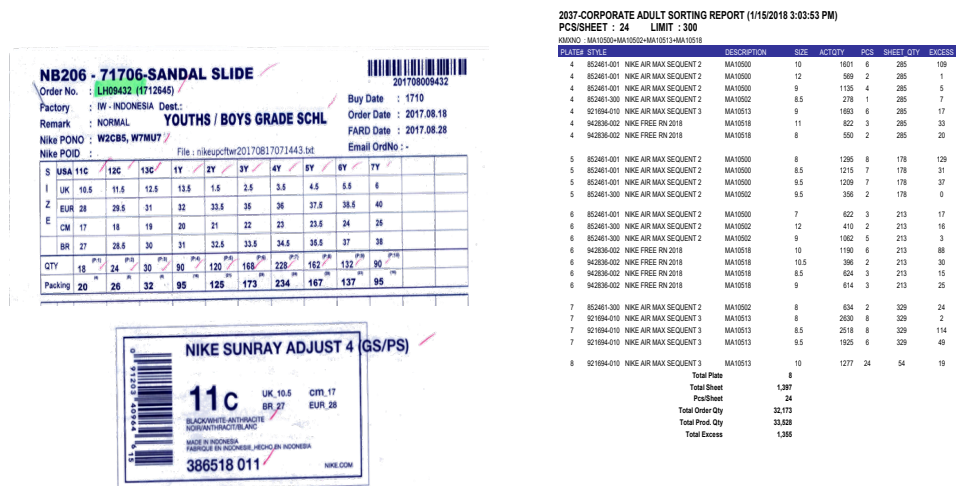 NB206 - 71706-SANDAL SLIDE
Order No. : LH09432 (1712645)
Factory : IW - INDONESIA Dest.:
Remark : NORMAL YOUTHS / BOYS GRADE SCHL
Nike PONO : W2CB5, W7MU7
Nike POID : File : nikeupcftwr20170817071443.txt
201708009432
Buy Date : 1710
Order Date : 2017.08.18
FARD Date : 2017.08.28
Email OrdNo : -
SIZE
USA 11C 12C 13C 1Y 2Y 3Y 4Y 5Y 6Y 7Y
UK 10.5 11.5 12.5 13.5 1.5 2.5 3.5 4.5 5.5 6
EUR 28 29.5 31 32 33.5 35 36 37.5 38.5 40
CM 17 18 19 20 21 22 23 23.5 24 25
BR 27 28.5 30 31 32.5 33.5 34.5 35.5 37 38
QTY 18 (P:1) 24 (P:2) 30 (P:3) 90 (P:4) 120 (P:5) 168 (P:6) 228 (P:7) 162 (P:8) 132 (P:9) 90 (P:10)
Packing 20 26 32 95 125 173 234 167 137 95
NIKE SUNRAY ADJUST 4 (GS/PS)
11c UK_10.5 cm_17
BR_27 EUR_28
BLACK/WHITE-ANTHRACITE
NOIR/ANTHRACIT/BLANC
MADE IN INDONESIA
FABRIQUE EN INDONESIE_HECHO EN INDONESIA
386518 011
NIKE.COM
0 91203 40964 6 15
2037-CORPORATE ADULT SORTING REPORT (1/15/2018 3:03:53 PM)
PCS/SHEET : 24 LIMIT : 300
KMXNO : MA10500+MA10502+MA10513+MA10518
PLATE# STYLE DESCRIPTION SIZE ACTQTY PCS SHEET QTY EXCESS
4 852461-001 NIKE AIR MAX SEQUENT 2 MA10500 10 1601 6 285 109
4 852461-001 NIKE AIR MAX SEQUENT 2 MA10500 12 569 2 285 1
4 852461-001 NIKE AIR MAX SEQUENT 2 MA10500 9 1135 4 285 5
4 852461-300 NIKE AIR MAX SEQUENT 2 MA10502 8.5 278 1 285 7
4 921694-010 NIKE AIR MAX SEQUENT 3 MA10513 9 1693 6 285 17
4 942836-002 NIKE FREE RN 2018 MA10518 11 822 3 285 33
4 942836-002 NIKE FREE RN 2018 MA10518 8 550 2 285 20
5 852461-001 NIKE AIR MAX SEQUENT 2 MA10500 8 1295 8 178 129
5 852461-001 NIKE AIR MAX SEQUENT 2 MA10500 8.5 1215 7 178 31
5 852461-001 NIKE AIR MAX SEQUENT 2 MA10500 9.5 1209 7 178 37
5 852461-300 NIKE AIR MAX SEQUENT 2 MA10502 9.5 356 2 178 0
6 852461-001 NIKE AIR MAX SEQUENT 2 MA10500 7 622 3 213 17
6 852461-300 NIKE AIR MAX SEQUENT 2 MA10502 12 410 2 213 16
6 852461-300 NIKE AIR MAX SEQUENT 2 MA10502 9 1062 5 213 3
6 942836-002 NIKE FREE RN 2018 MA10518 10 1190 6 213 88
6 942836-002 NIKE FREE RN 2018 MA10518 10.5 396 2 213 30
6 942836-002 NIKE FREE RN 2018 MA10518 8.5 624 3 213 15
6 942836-002 NIKE FREE RN 2018 MA10518 9 614 3 213 25
7 852461-300 NIKE AIR MAX SEQUENT 2 MA10502 8 634 2 329 24
7 921694-010 NIKE AIR MAX SEQUENT 3 MA10513 8 2630 8 329 2
7 921694-010 NIKE AIR MAX SEQUENT 3 MA10513 8.5 2518 8 329 114
7 921694-010 NIKE AIR MAX SEQUENT 3 MA10513 9.5 1925 6 329 49
8 921694-010 NIKE AIR MAX SEQUENT 3 MA10513 10 1277 24 54 19
Total Plate 8
Total Sheet 1,397
Pcs/Sheet 24
Total Order Qty 32,173
Total Prod. Qty 33,528
Total Excess 1,355